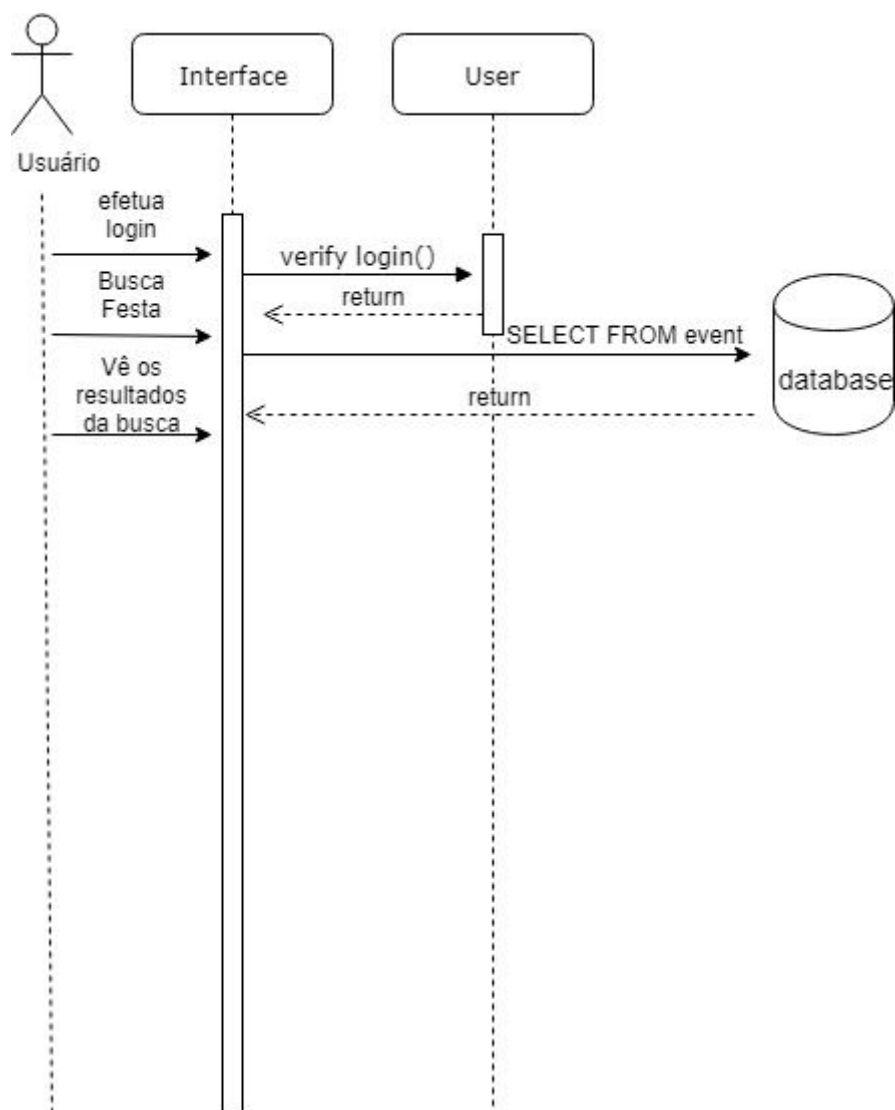 Interface
User
Usuário
efetua
login
verify login()
Busca
Festa
return
SELECT FROM event
Vê os
resultados
da busca
database
return